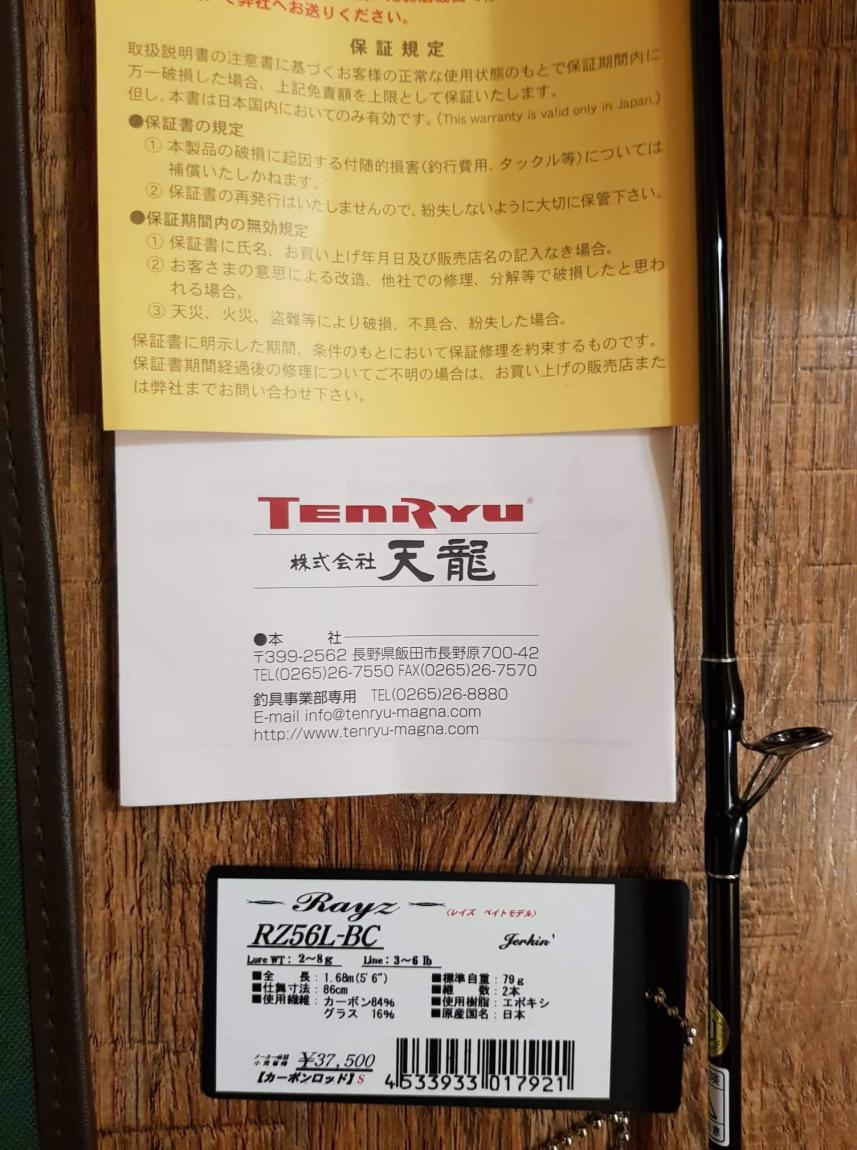 て弊社へお送りください。
保証規定
取扱説明書の注意書に基づくお客様の正常な使用状態のもとで保証期間内に
万一破損した場合、上記免責額を上限として保証いたします。
但し、本書は日本国内においてのみ有効です。(This warranty is valid only in Japan.)
●保証書の規定
① 本製品の破損に起因する付随的損害(釣行費用、タックル等)については
補償いたしかねます。
② 保証書の再発行はいたしませんので、紛失しないように大切に保管下さい。
●保証期間内の無効規定
① 保証書に氏名、お買い上げ年月日及び販売店名の記入なき場合。
② お客さまの意思による改造、他社での修理、分解等で破損したと思わ
れる場合。
③ 天災、火災、盗難等により破損、不具合、紛失した場合。
保証書に明示した期間、条件のもとにおいて保証修理を約束するものです。
保証書期間経過後の修理についてご不明の場合は、お買い上げの販売店また
は弊社までお問い合わせ下さい。
TENRYU®
株式会社 天龍
●本 社
〒399-2562 長野県飯田市長野原700-42
TEL(0265)26-7550 FAX(0265)26-7570
釣具事業部専用 TEL(0265)26-8880
E-mail info@tenryu-magna.com
http://www.tenryu-magna.com
Rayz 〈レイズ ベイトモデル〉
RZ56L-BC Jerkin'
Lure WT: 2～8g Line: 3～6 lb
■全 長: 1.68m(5'6") ■標準自重: 79g
■仕舞寸法: 86cm ■継 数: 2本
■使用繊維: カーボン84% ■使用樹脂: エポキシ
グラス 16% ■原産国名: 日本
メーカー希望
小売価格 ¥37,500
【カーボンロッド】S
4 533933 017921